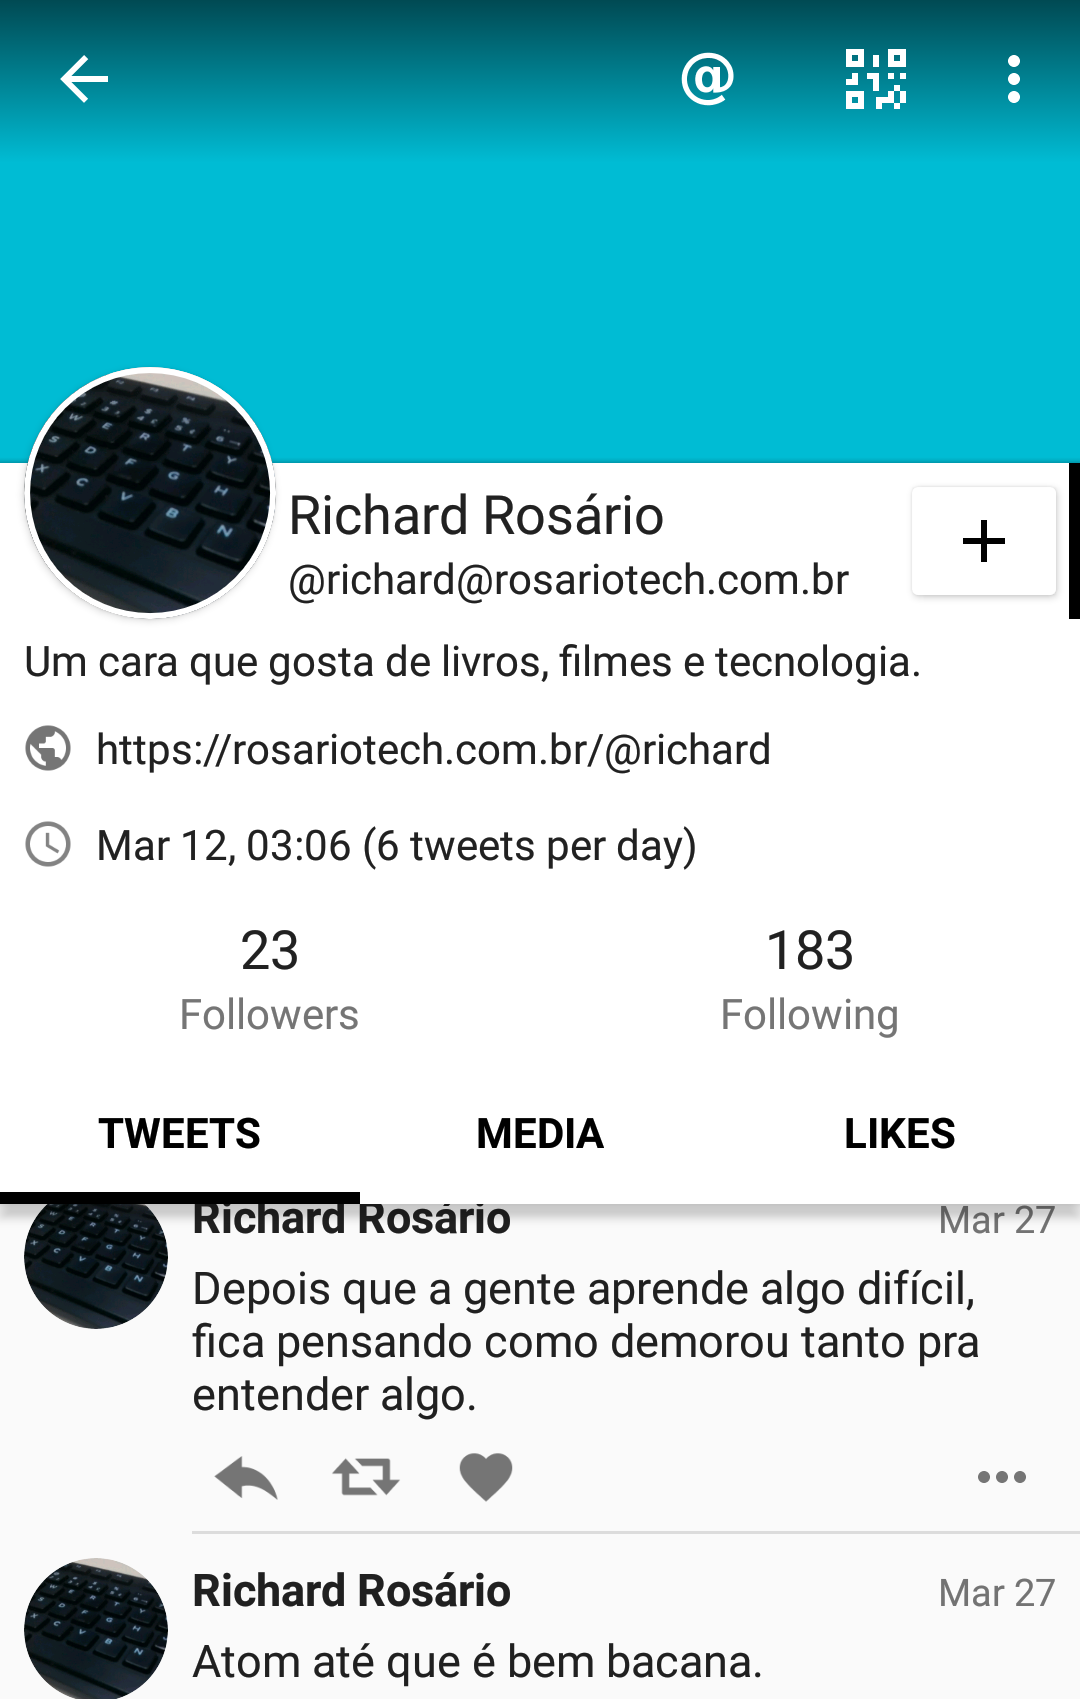 Richard Rosário
@richard@rosariotech.com.br
Um cara que gosta de livros, filmes e tecnologia.
https://rosariotech.com.br/@richard
Mar 12, 03:06 (6 tweets per day)
23
183
Followers
Following
TWEETS
MEDIA
LIKES
Richard Rosário
Mar 27
Depois que a gente aprende algo difícil,
fica pensando como demorou tanto pra
entender algo.
Richard Rosário
Mar 27
Atom até que é bem bacana.